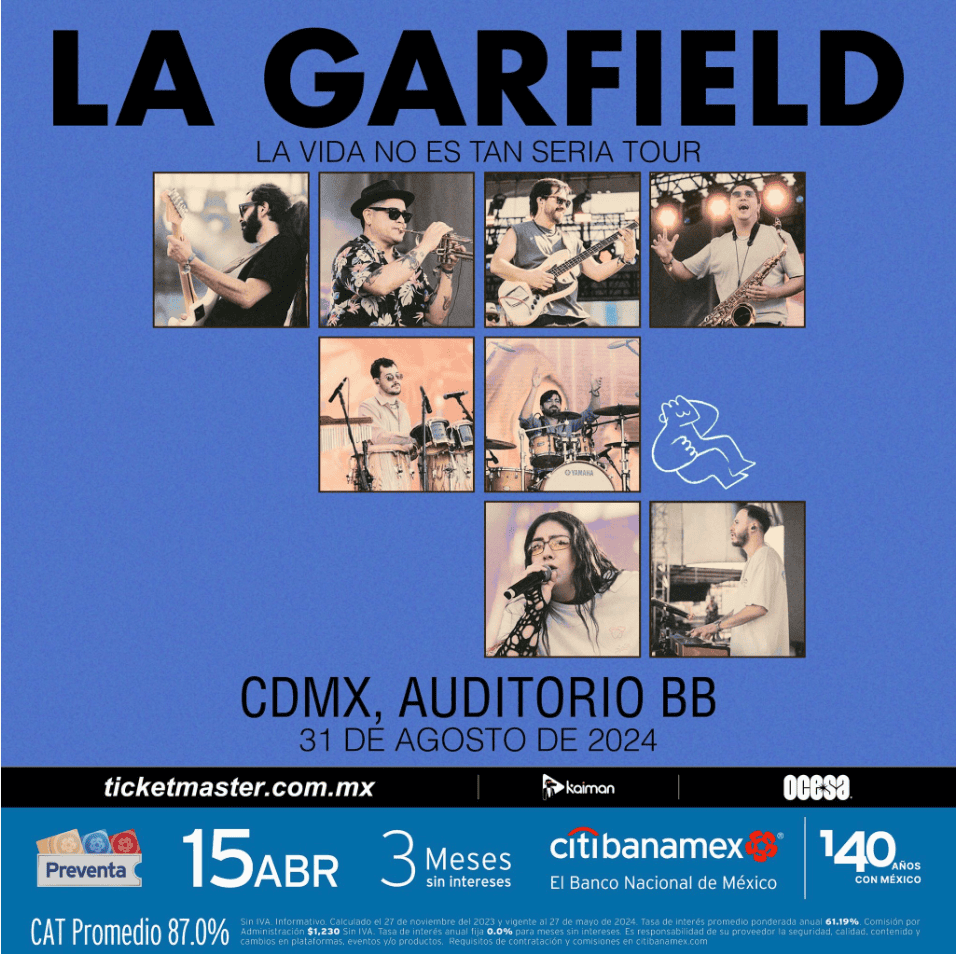 LA GARFIELD
LA VIDA NO ES TAN SERIA TOUR
YAMAHA
CDMX, AUDITORIO BB
31 DE AGOSTO DE 2024
ticketmaster.com.mx
kaiman
ocesa
Preventa
15 ABR
3 Meses
sin intereses
citibanamex
El Banco Nacional de México
140 AÑOS
CON MÉXICO
CAT Promedio 87.0%
Sin IVA. Informativo. Calculado el 27 de noviembre del 2023 y vigente al 27 de mayo de 2024. Tasa de interés promedio ponderada anual 61.19%. Comisión por
Administración $1,230 Sin IVA. Tasa de interés anual fija 0.0% para meses sin intereses. Es responsabilidad de su proveedor la seguridad, calidad, contenido y
cambios en plataformas, eventos y/o productos. Requisitos de contratación y comisiones en citibanamex.com